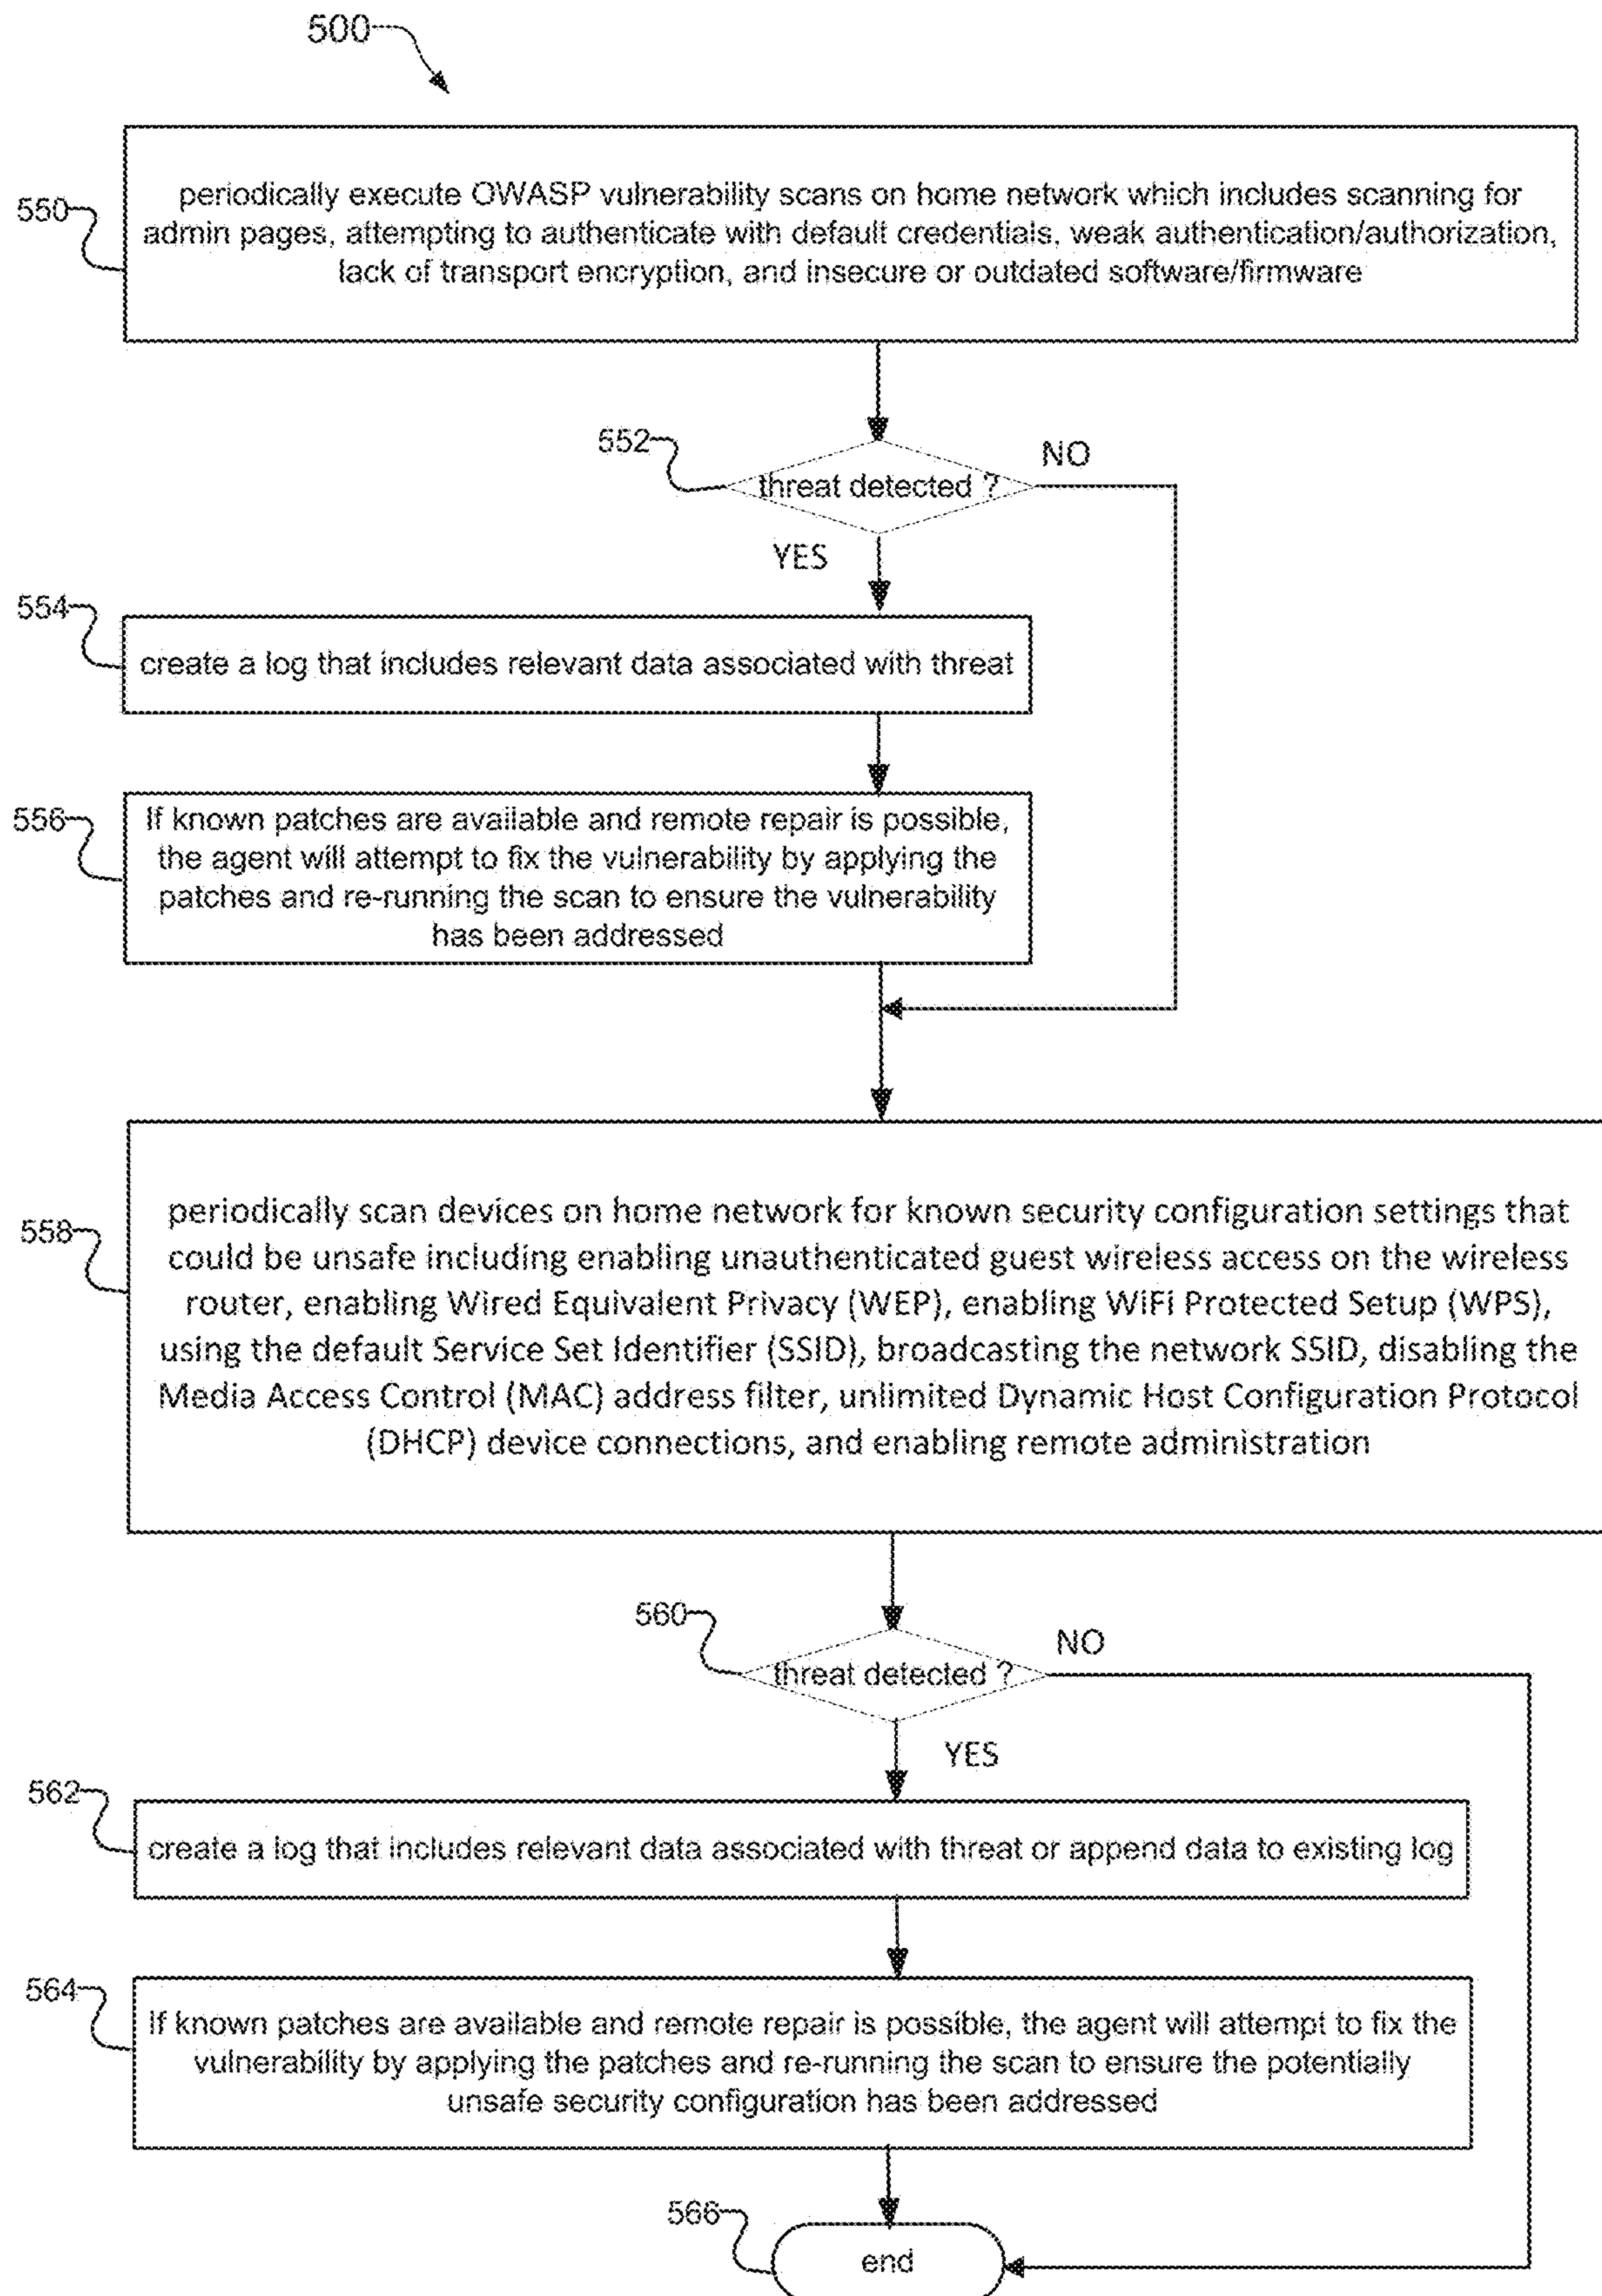 500
550
periodically execute OWASP vulnerability scans on home network which includes scanning for
admin pages, attempting to authenticate with default credentials, weak authentication/authorization,
lack of transport encryption, and insecure or outdated software/firmware
552
threat detected ?
NO
YES
554
create a log that includes relevant data associated with threat
556
If known patches are available and remote repair is possible,
the agent will attempt to fix the vulnerability by applying the
patches and re-running the scan to ensure the vulnerability
has been addressed
558
periodically scan devices on home network for known security configuration settings that
could be unsafe including enabling unauthenticated guest wireless access on the wireless
router, enabling Wired Equivalent Privacy (WEP), enabling WiFi Protected Setup (WPS),
using the default Service Set Identifier (SSID), broadcasting the network SSID, disabling the
Media Access Control (MAC) address filter, unlimited Dynamic Host Configuration Protocol
(DHCP) device connections, and enabling remote administration
560
threat detected ?
NO
YES
562
create a log that includes relevant data associated with threat or append data to existing log
564
If known patches are available and remote repair is possible, the agent will attempt to fix the
vulnerability by applying the patches and re-running the scan to ensure the potentially
unsafe security configuration has been addressed
566
end